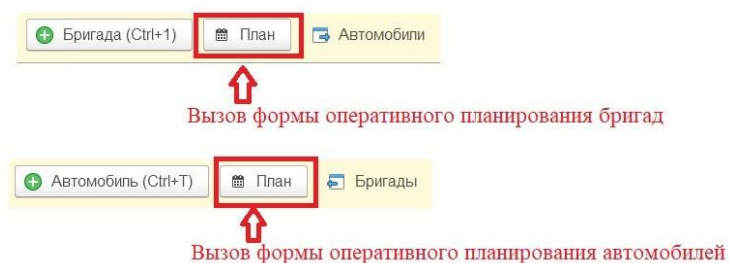 Бригада (Ctrl+1) План Автомобили
Вызов формы оперативного планирования бригад
Автомобиль (Ctrl+T) План Бригады
Вызов формы оперативного планирования автомобилей